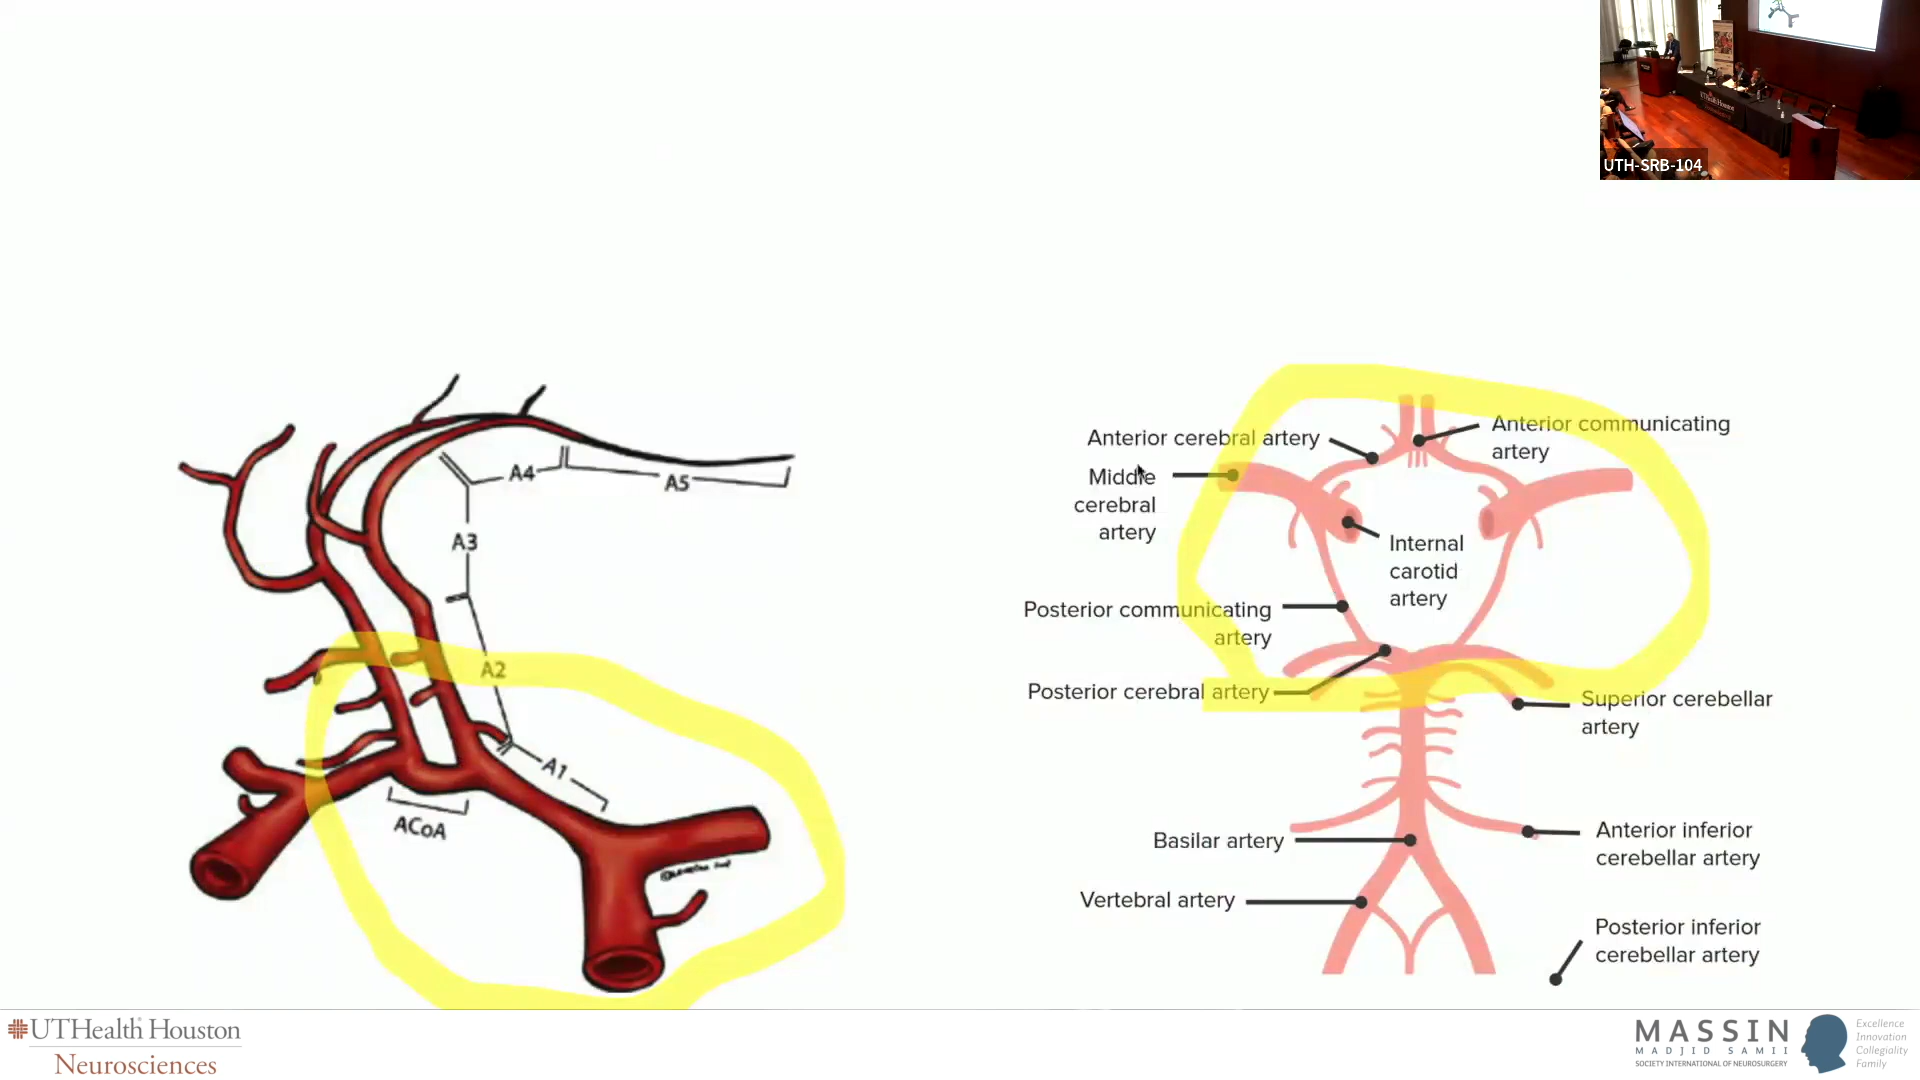 UTH-SRB-104
A4
A5
A3
A2
A1
ACoA
Anterior cerebral artery
Anterior communicating
artery
Middle
cerebral
artery
Internal
carotid
artery
Posterior communicating
artery
Posterior cerebral artery
Superior cerebellar
artery
Basilar artery
Anterior inferior
cerebellar artery
Vertebral artery
Posterior inferior
cerebellar artery
UTHealth Houston
Neurosciences
MASSIN
MADJID SAMII
SOCIETY INTERNATIONAL OF NEUROSURGERY
Excellence
Innovation
Collegiality
Family